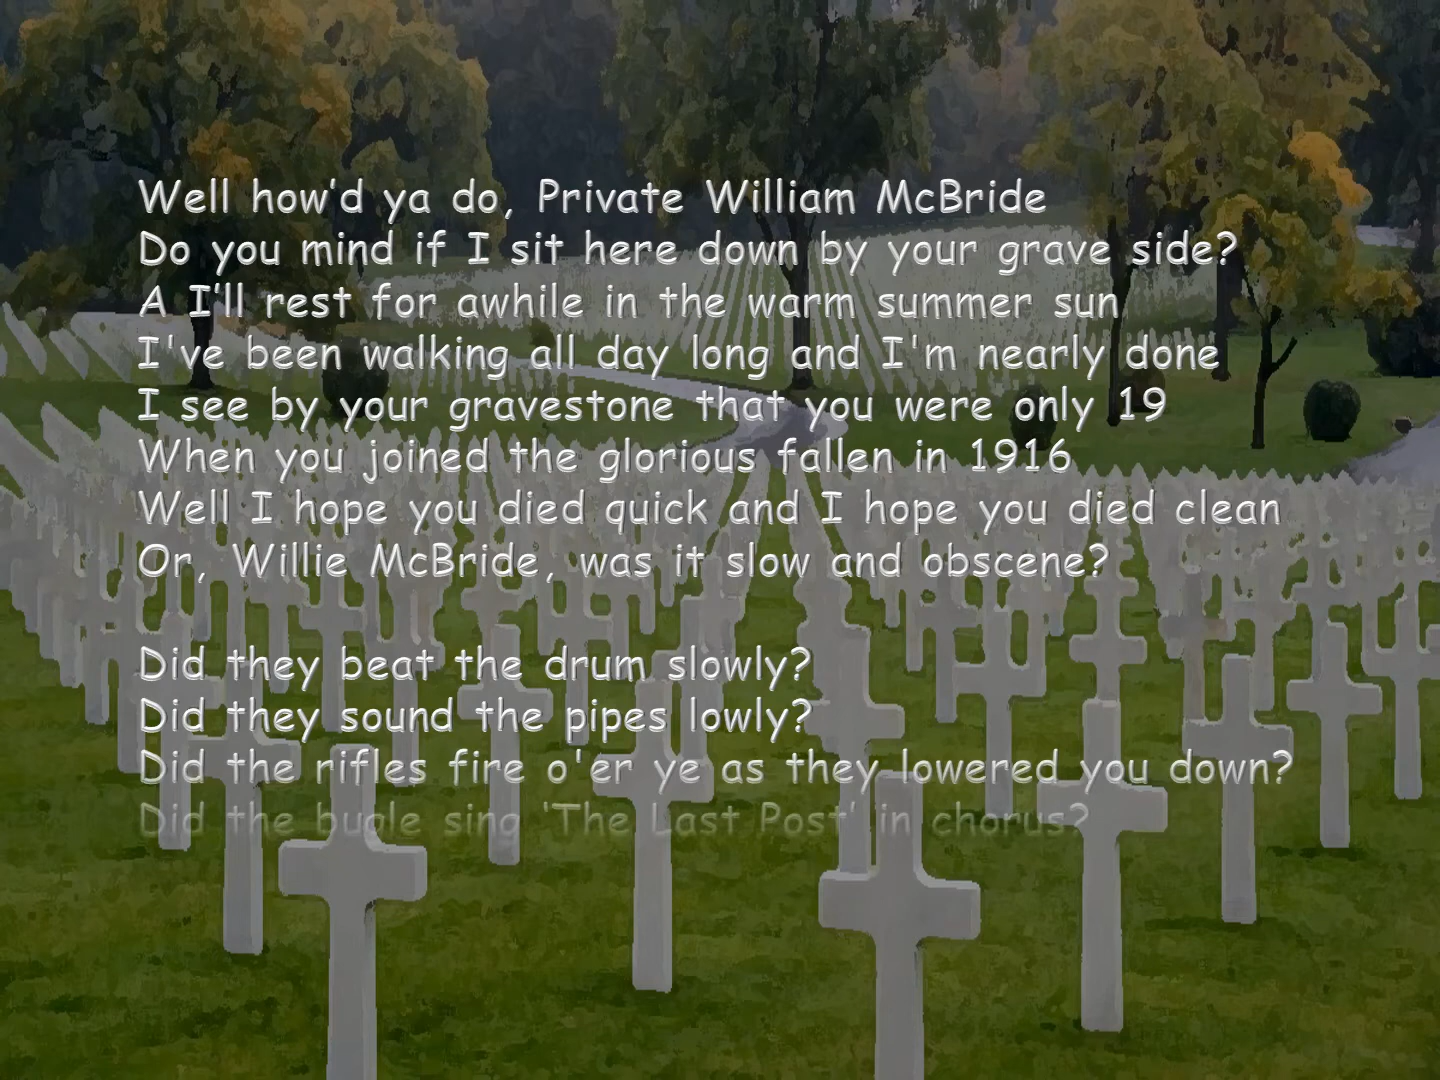 Well how'd ya do, Private William McBride
Do you mind if I sit here down by your grave side?
A I'll rest for awhile in the warm summer sun
I've been walking all day long and I'm nearly done
I see by your gravestone that you were only 19
When you joined the glorious fallen in 1916
Well I hope you died quick and I hope you died clean
Or, Willie McBride, was it slow and obscene?

Did they beat the drum slowly?
Did they sound the pipes lowly?
Did the rifles fire o'er ye as they lowered you down?
Did the bugle sing 'The Last Post' in chorus?